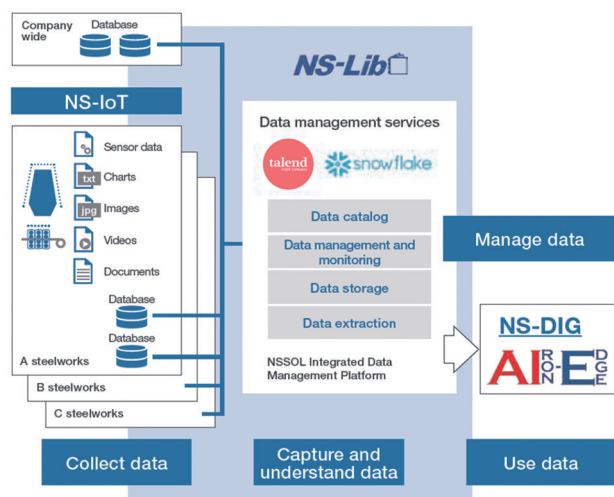 Company
wide
Database
NS-Lib
NS-IoT
Sensor data
txt
Charts
jpg
Images
Videos
Documents
Database
Database
A steelworks
B steelworks
C steelworks
Data management services
talend
snowflake
Data catalog
Data management and
monitoring
Data storage
Data extraction
NSSOL Integrated Data
Management Platform
Manage data
NS-DIG
AIRON-EDGE
Collect data
Capture and
understand data
Use data